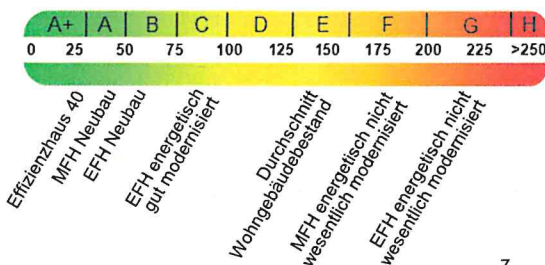 A+ A B C D E F G H
0 25 50 75 100 125 150 175 200 225 >250
Effizienzhaus 40
MFH Neubau
EFH Neubau
EFH energetisch
gut modernisiert
Durchschnitt
Wohngebäudebestand
MFH energetisch nicht
wesentlich modernisiert
EFH energetisch nicht
wesentlich modernisiert
7